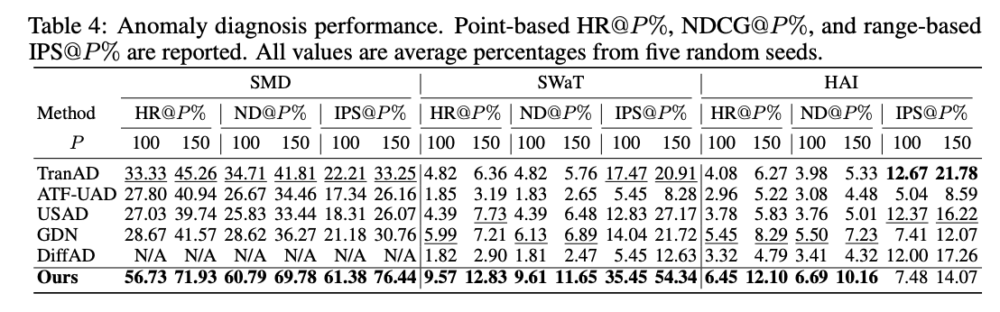 Table 4: Anomaly diagnosis performance. Point-based HR@P%, NDCG@P%, and range-based
IPS@P% are reported. All values are average percentages from five random seeds.
SMD SWaT HAI
Method HR@P% ND@P% IPS@P% HR@P% ND@P% IPS@P% HR@P% ND@P% IPS@P%
P 100 150 100 150 100 150 100 150 100 150 100 150 100 150 100 150 100 150
TranAD 33.33 45.26 34.71 41.81 22.21 33.25 4.82 6.36 4.82 5.76 17.47 20.91 4.08 6.27 3.98 5.33 12.67 21.78
ATF-UAD 27.80 40.94 26.67 34.46 17.34 26.16 1.85 3.19 1.83 2.65 5.45 8.28 2.96 5.22 3.08 4.48 5.04 8.59
USAD 27.03 39.74 25.83 33.44 18.31 26.07 4.39 7.73 4.39 6.48 12.83 27.17 3.78 5.83 3.76 5.01 12.37 16.22
GDN 28.67 41.57 28.62 36.27 21.18 30.76 5.99 7.21 6.13 6.89 14.04 21.72 5.45 8.29 5.50 7.23 7.41 12.07
DiffAD N/A N/A N/A N/A N/A N/A 1.82 2.90 1.81 2.47 5.45 12.63 3.32 4.79 3.41 4.32 12.00 17.26
Ours 56.73 71.93 60.79 69.78 61.38 76.44 9.57 12.83 9.61 11.65 35.45 54.34 6.45 12.10 6.69 10.16 7.48 14.07